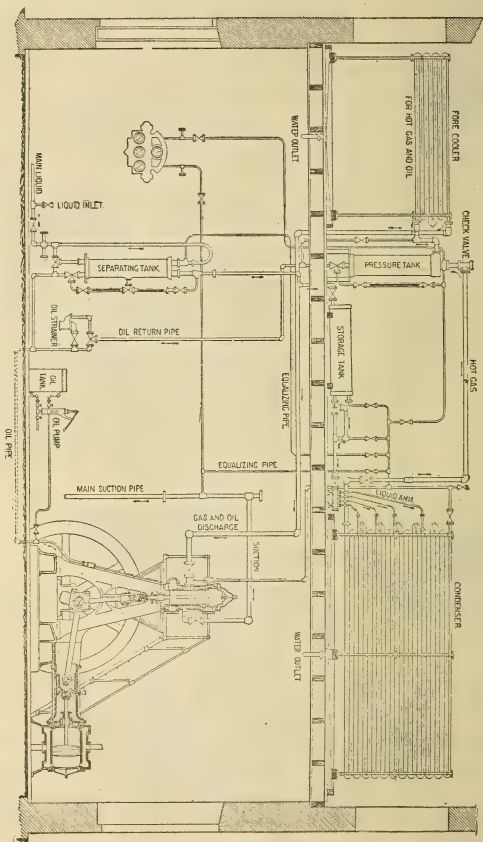 FORE COOLER
FOR HOT GAS AND OIL
WATER OUTLET
CHECK VALVE
PRESSURE TANK
HOT GAS
STORAGE TANK
LIQUID AMM.
CONDENSER
WATER OUTLET
MAIN LIQUID
LIQUID INLET.
SEPARATING TANK
OIL STRAINER
OIL RETURN PIPE
EQUALIZING PIPE
OIL
TANK
OIL PUMP
OIL PIPE
EQUALIZING PIPE
MAIN SUCTION PIPE
GAS AND OIL
DISCHARGE
SUCTION